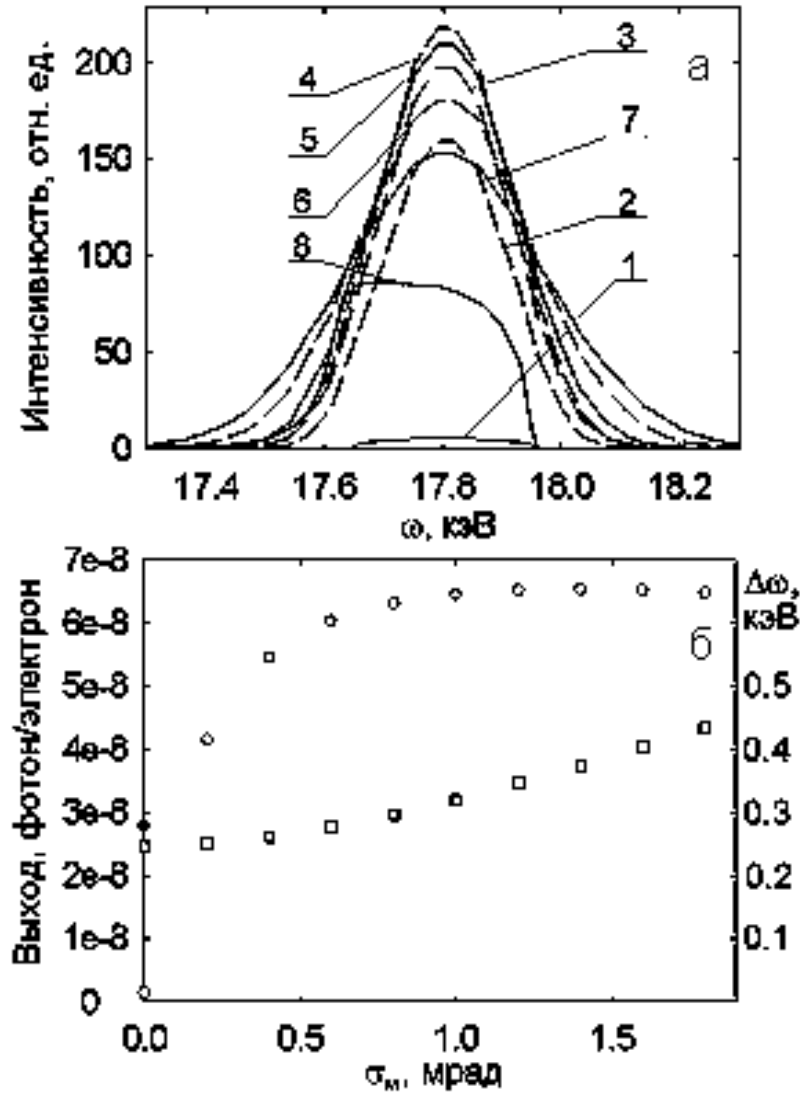 Интенсивность, отн. ед.
200
150
100
50
0
а
4
5
6
8
3
7
2
1
17.4 17.6 17.8 18.0 18.2
ω, кэВ
Выход, фотон/электрон
7e-8
6e-8
5e-8
4e-8
3e-8
2e-8
1e-8
0
б
Δω,
кэВ
0.5
0.4
0.3
0.2
0.1
0.0 0.5 1.0 1.5
σм, мрад